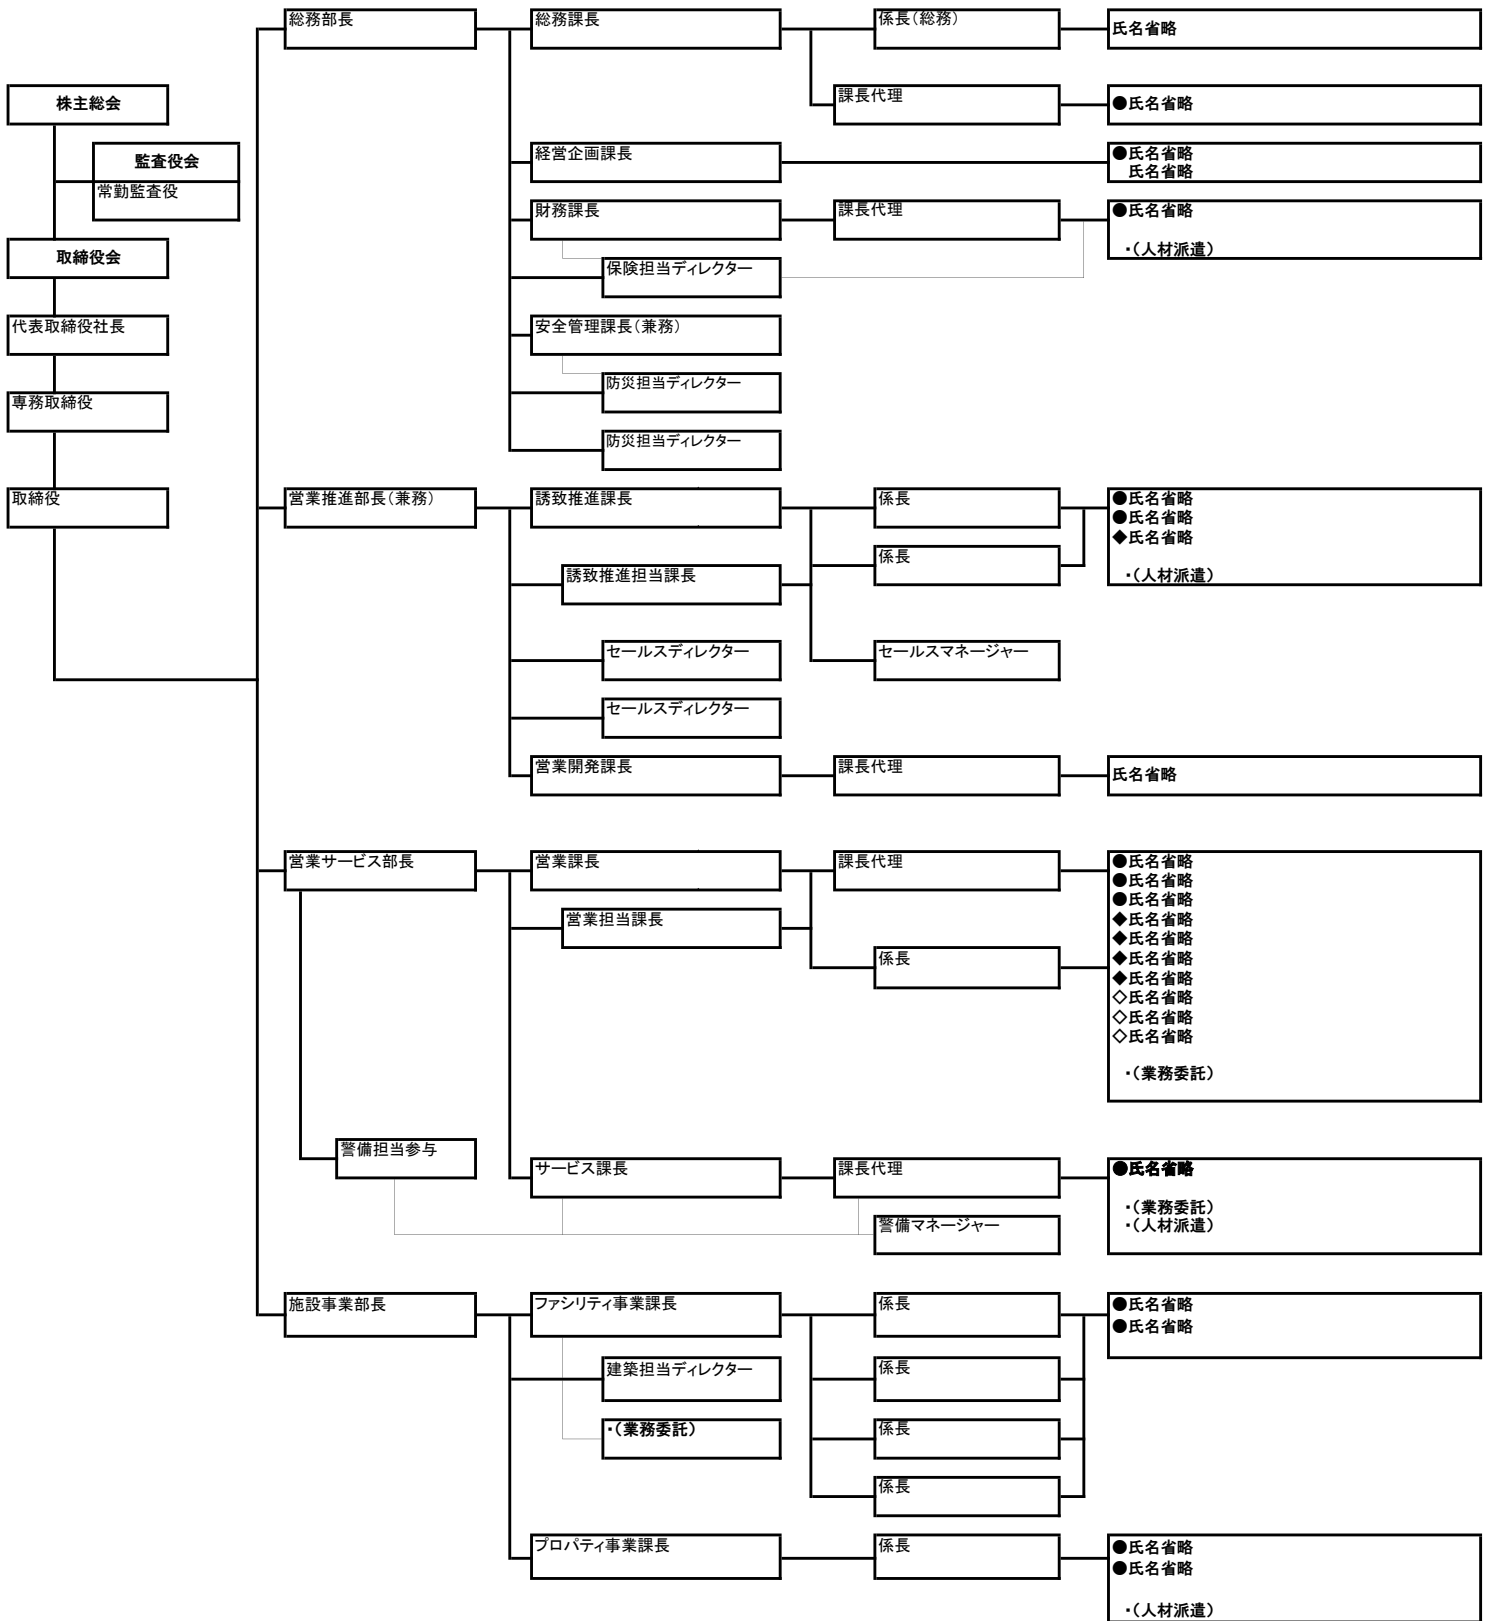 株主総会
監査役会
常勤監査役
取締役会
代表取締役社長
専務取締役
取締役
総務部長
総務課長
係長(総務)
氏名省略
課長代理
●氏名省略
経営企画課長
●氏名省略
氏名省略
財務課長
課長代理
●氏名省略
・(人材派遣)
保険担当ディレクター
安全管理課長(兼務)
防災担当ディレクター
防災担当ディレクター
営業推進部長(兼務)
誘致推進課長
係長
●氏名省略
●氏名省略
◆氏名省略
・(人材派遣)
係長
誘致推進担当課長
セールスディレクター
セールスマネージャー
セールスディレクター
営業開発課長
課長代理
氏名省略
営業サービス部長
営業課長
課長代理
●氏名省略
●氏名省略
●氏名省略
◆氏名省略
◆氏名省略
◆氏名省略
◆氏名省略
◇氏名省略
◇氏名省略
◇氏名省略
・(業務委託)
営業担当課長
係長
警備担当参与
サービス課長
課長代理
●氏名省略
・(業務委託)
・(人材派遣)
警備マネージャー
施設事業部長
ファシリティ事業課長
係長
●氏名省略
●氏名省略
建築担当ディレクター
係長
・(業務委託)
係長
係長
プロパティ事業課長
係長
●氏名省略
●氏名省略
・(人材派遣)